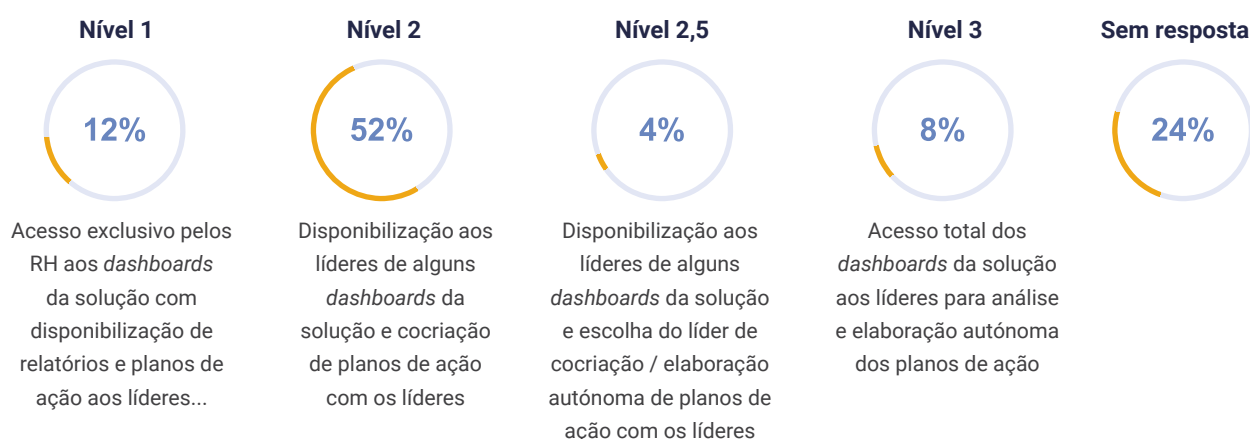 Nível 1
12%
Acesso exclusivo pelos
RH aos dashboards
da solução com
disponibilização de
relatórios e planos de
ação aos líderes...
Nível 2
52%
Disponibilização aos
líderes de alguns
dashboards da
solução e cocriação
de planos de ação
com os líderes
Nível 2,5
4%
Disponibilização aos
líderes de alguns
dashboards da solução
e escolha do líder de
cocriação / elaboração
autónoma de planos de
ação com os líderes
Nível 3
8%
Acesso total dos
dashboards da solução
aos líderes para análise
e elaboração autónoma
dos planos de ação
Sem resposta
24%